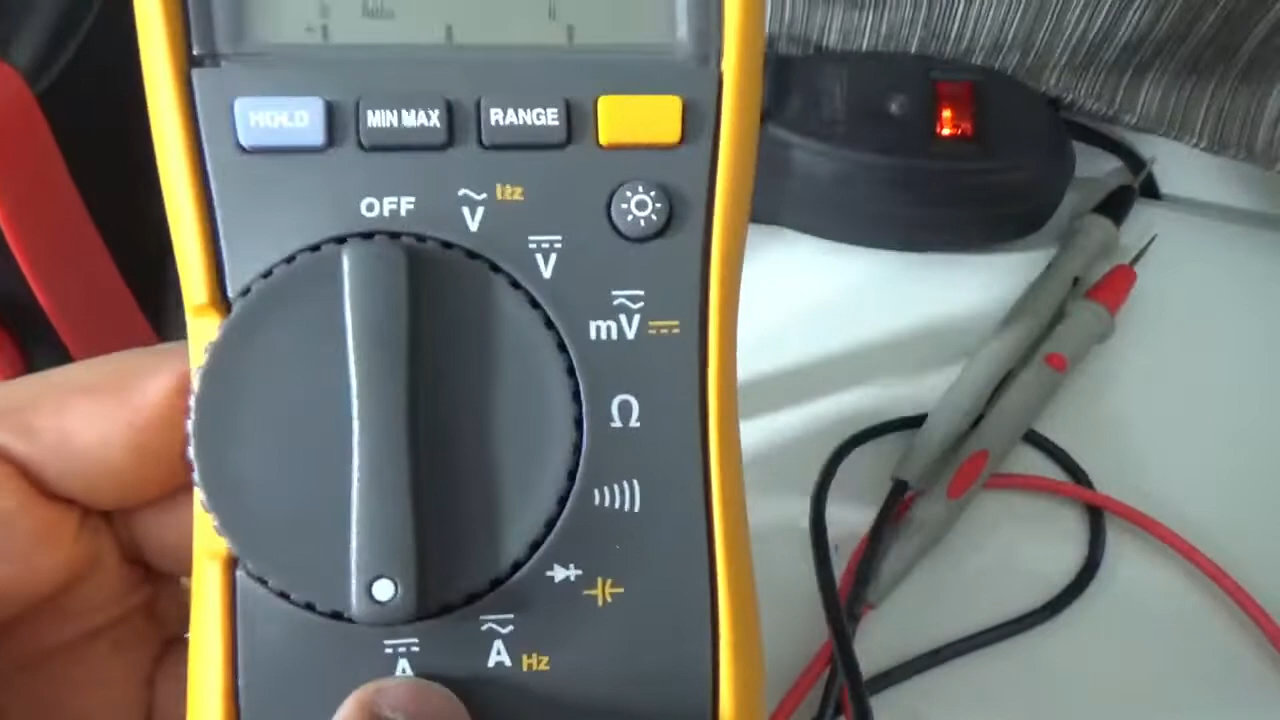 HOLD MIN MAX RANGE
OFF
V Hz
V
mV
Ω
A Hz
A